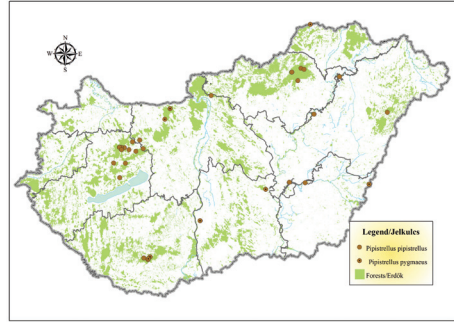 N
W E
S
Legend/Jelkulcs
Pipistrellus pipistrellus
Pipistrellus pygmaeus
Forests/Erdők